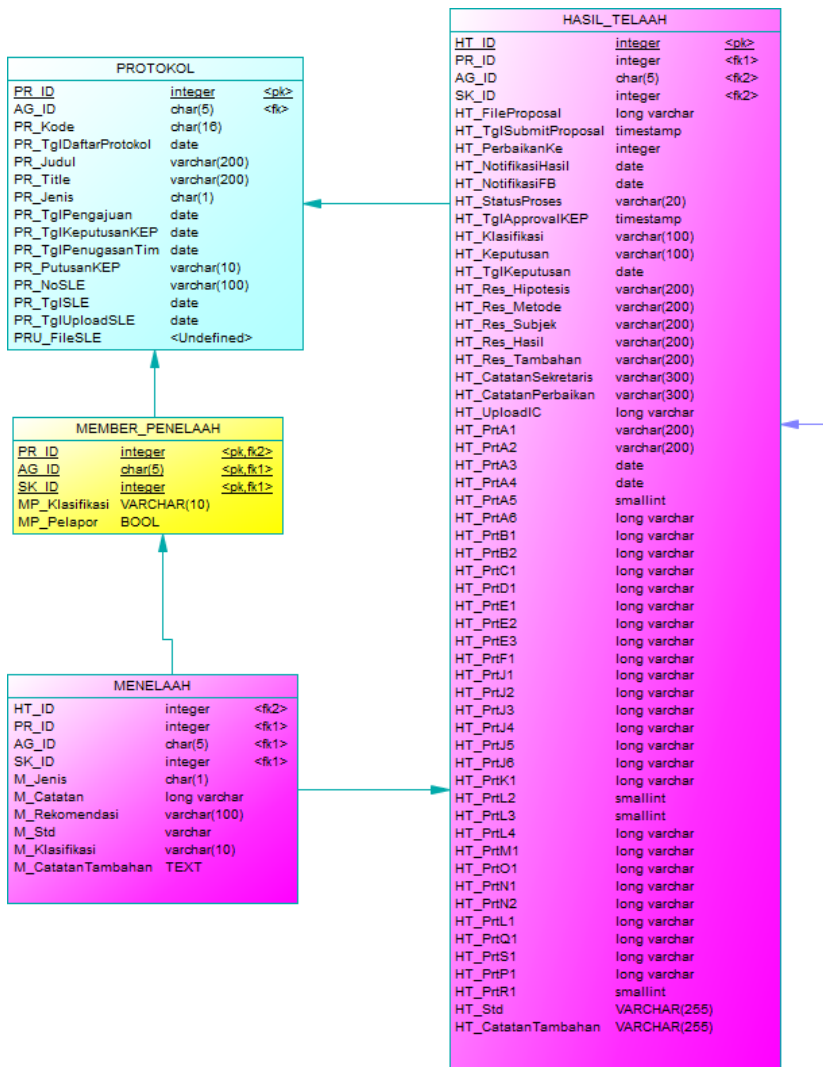 PROTOKOL
PR_ID integer <pk>
AG_ID char(5) <fk>
PR_Kode char(16)
PR_TglDaftarProtokol date
PR_Judul varchar(200)
PR_Title varchar(200)
PR_Jenis char(1)
PR_TglPengajuan date
PR_TglKeputusanKEP date
PR_TglPenugasanTim date
PR_PutusanKEP varchar(10)
PR_NoSLE varchar(100)
PR_TglSLE date
PR_TglUploadSLE date
PRU_FileSLE <Undefined>
MEMBER_PENELAAH
PR_ID integer <pk,fk2>
AG_ID char(5) <pk,fk1>
SK_ID integer <pk,fk1>
MP_Klasifikasi VARCHAR(10)
MP_Pelapor BOOL
MENELAAH
HT_ID integer <fk2>
PR_ID integer <fk1>
AG_ID char(5) <fk1>
SK_ID integer <fk1>
M_Jenis char(1)
M_Catatan long varchar
M_Rekomendasi varchar(100)
M_Std varchar
M_Klasifikasi varchar(10)
M_CatatanTambahan TEXT
HASIL_TELAAH
HT_ID integer <pk>
PR_ID integer <fk1>
AG_ID char(5) <fk2>
SK_ID integer <fk2>
HT_FileProposal long varchar
HT_TglSubmitProposal timestamp
HT_PerbaikanKe integer
HT_NotifikasiHasil date
HT_NotifikasiFB date
HT_StatusProses varchar(20)
HT_TglApprovalKEP timestamp
HT_Klasifikasi varchar(100)
HT_Keputusan varchar(100)
HT_TglKeputusan date
HT_Res_Hipotesis varchar(200)
HT_Res_Metode varchar(200)
HT_Res_Subjek varchar(200)
HT_Res_Hasil varchar(200)
HT_Res_Tambahan varchar(200)
HT_CatatanSekretaris varchar(300)
HT_CatatanPerbaikan varchar(300)
HT_UploadIC long varchar
HT_PrtA1 varchar(200)
HT_PrtA2 varchar(200)
HT_PrtA3 date
HT_PrtA4 date
HT_PrtA5 smallint
HT_PrtA6 long varchar
HT_PrtB1 long varchar
HT_PrtB2 long varchar
HT_PrtC1 long varchar
HT_PrtD1 long varchar
HT_PrtE1 long varchar
HT_PrtE2 long varchar
HT_PrtE3 long varchar
HT_PrtF1 long varchar
HT_PrtJ1 long varchar
HT_PrtJ2 long varchar
HT_PrtJ3 long varchar
HT_PrtJ4 long varchar
HT_PrtJ5 long varchar
HT_PrtJ6 long varchar
HT_PrtK1 long varchar
HT_PrtL2 smallint
HT_PrtL3 smallint
HT_PrtL4 long varchar
HT_PrtM1 long varchar
HT_PrtO1 long varchar
HT_PrtN1 long varchar
HT_PrtN2 long varchar
HT_PrtL1 long varchar
HT_PrtQ1 long varchar
HT_PrtS1 long varchar
HT_PrtP1 long varchar
HT_PrtR1 smallint
HT_Std VARCHAR(255)
HT_CatatanTambahan VARCHAR(255)